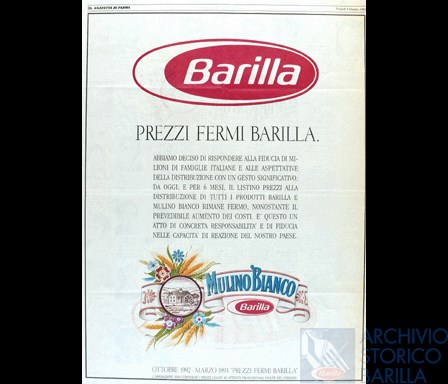 GAZZETTA DI PARMA
Barilla
PREZZI FERMI BARILLA.
ABBIAMO DECISO DI RISPONDERE ALLA FIDUCIA DI MI-
LIONI DI FAMIGLIE ITALIANE E ALLE ASPETTATIVE
DELLA DISTRIBUZIONE CON UN GESTO SIGNIFICATIVO:
DA OGGI, E PER 6 MESI, IL LISTINO PREZZI ALLA
DISTRIBUZIONE DI TUTTI I PRODOTTI BARILLA E
MULINO BIANCO RIMANE FERMO, NONOSTANTE IL
PREVEDIBILE AUMENTO DEI COSTI. E' QUESTO UN
ATTO DI CONCRETA RESPONSABILITA' E DI FIDUCIA
NELLE CAPACITA' DI REAZIONE DEL NOSTRO PAESE.
MULINO BIANCO
Barilla
OTTOBRE 1992 - MARZO 1993 "PREZZI FERMI BARILLA"
ARCHIVIO
STORICO
BARILLA